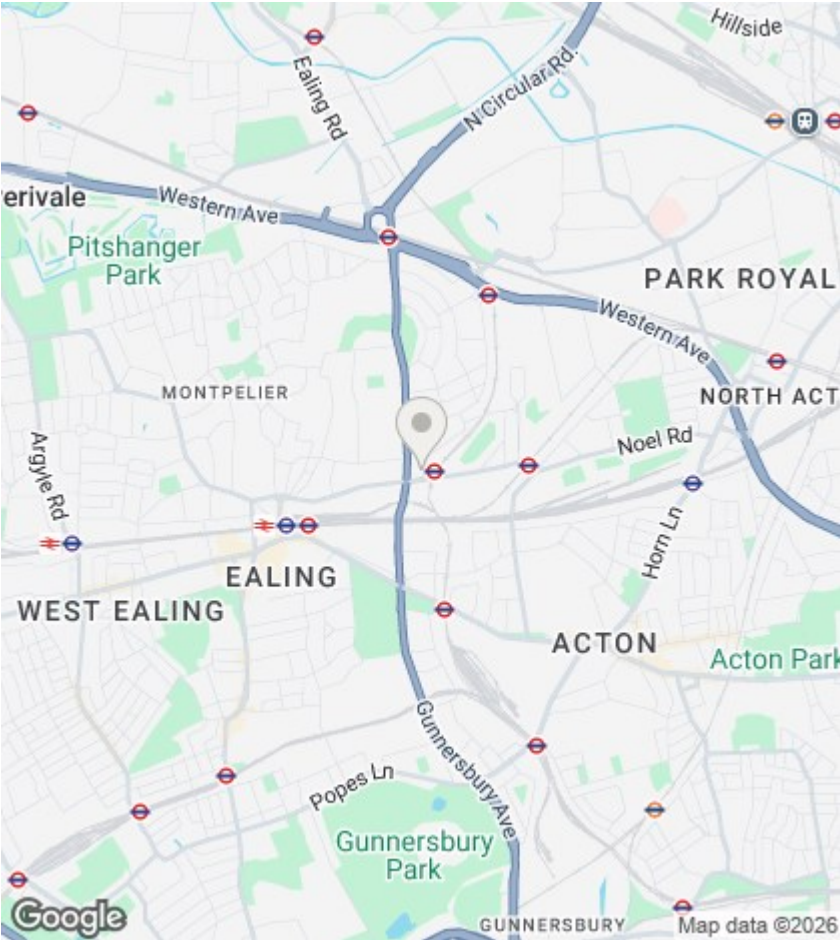 Hillside
Ealing Rd
N Circular Rd.
erivale
Western Ave
Pitshanger
Park
PARK ROYAL
Western Ave
MONTPELIER
NORTH ACT
Argyle Rd
Noel Rd
Horn Ln
EALING
WEST EALING
ACTON
Acton Park
Gunnersbury Ave
Popes Ln
Gunnersbury
Park
Google
GUNNERSBURY
Map data ©2026